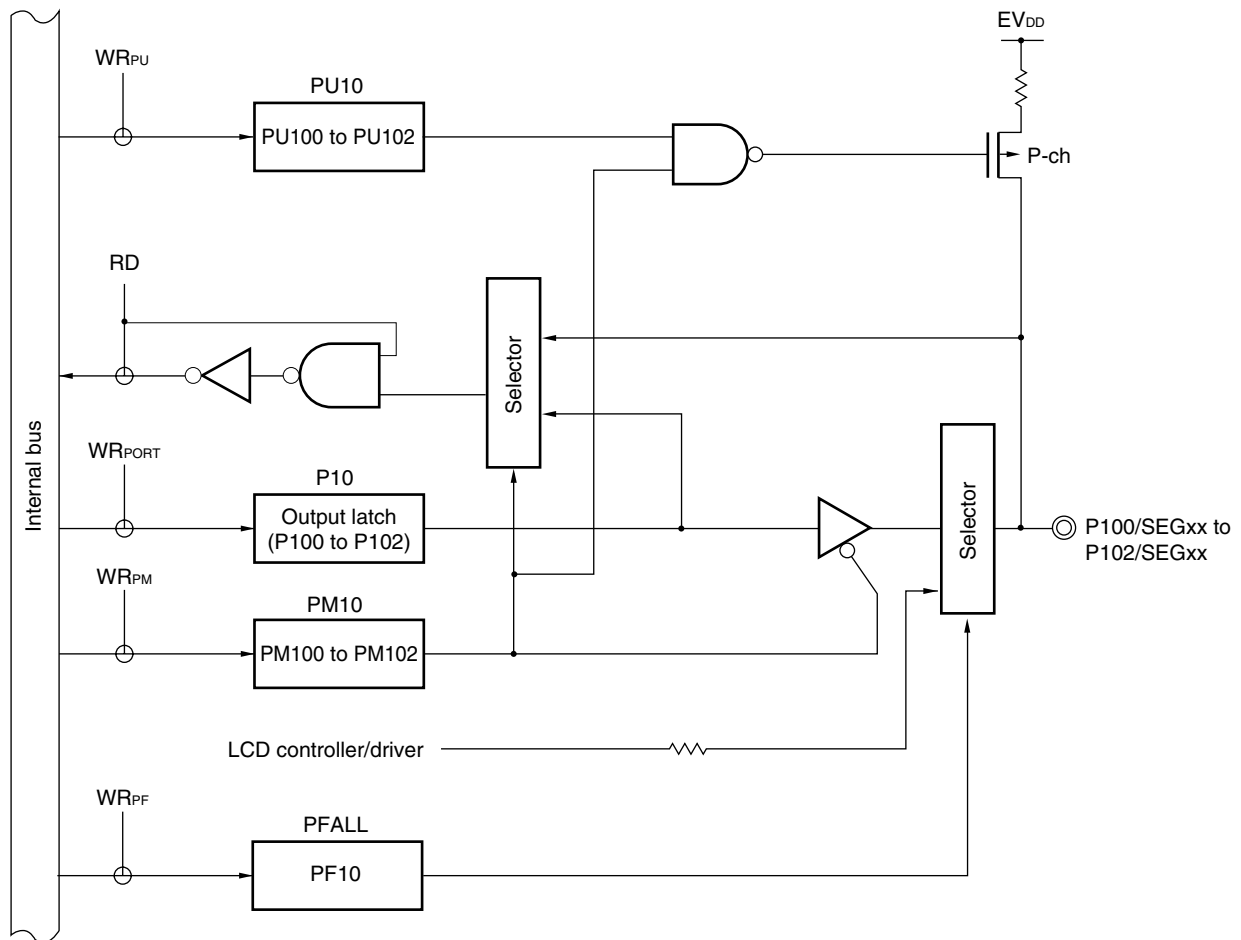 EVDD
WRPU
PU10
PU100 to PU102
P-ch
RD
Selector
Internal bus
WRPORT
P10
Output latch
(P100 to P102)
Selector
P100/SEGxx to
P102/SEGxx
WRPM
PM10
PM100 to PM102
LCD controller/driver
WRPF
PFALL
PF10